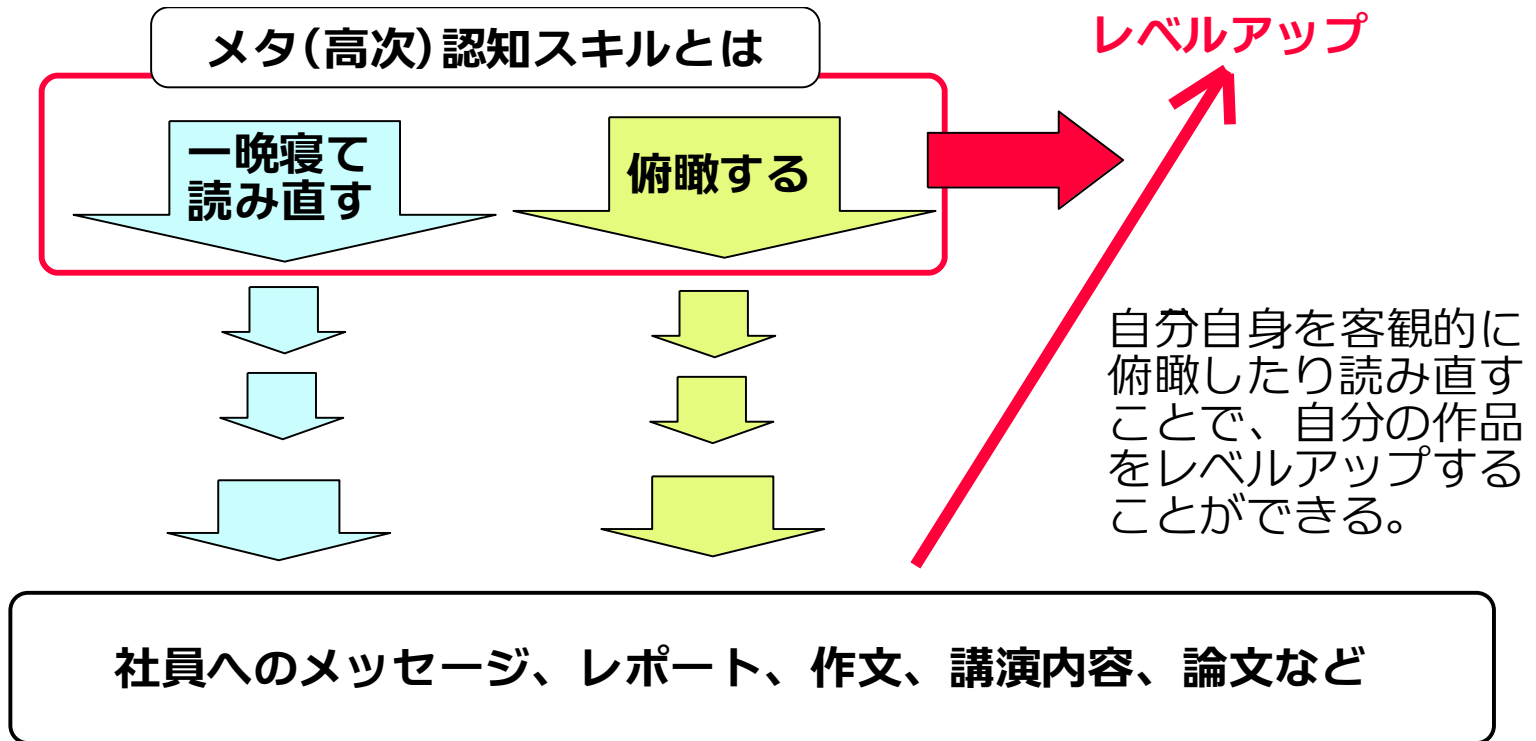 メタ(高次)認知スキルとは
レベルアップ
一晩寝て
読み直す
俯瞰する
自分自身を客観的に
俯瞰したり読み直す
ことで、自分の作品
をレベルアップする
ことができる。
社員へのメッセージ、レポート、作文、講演内容、論文など